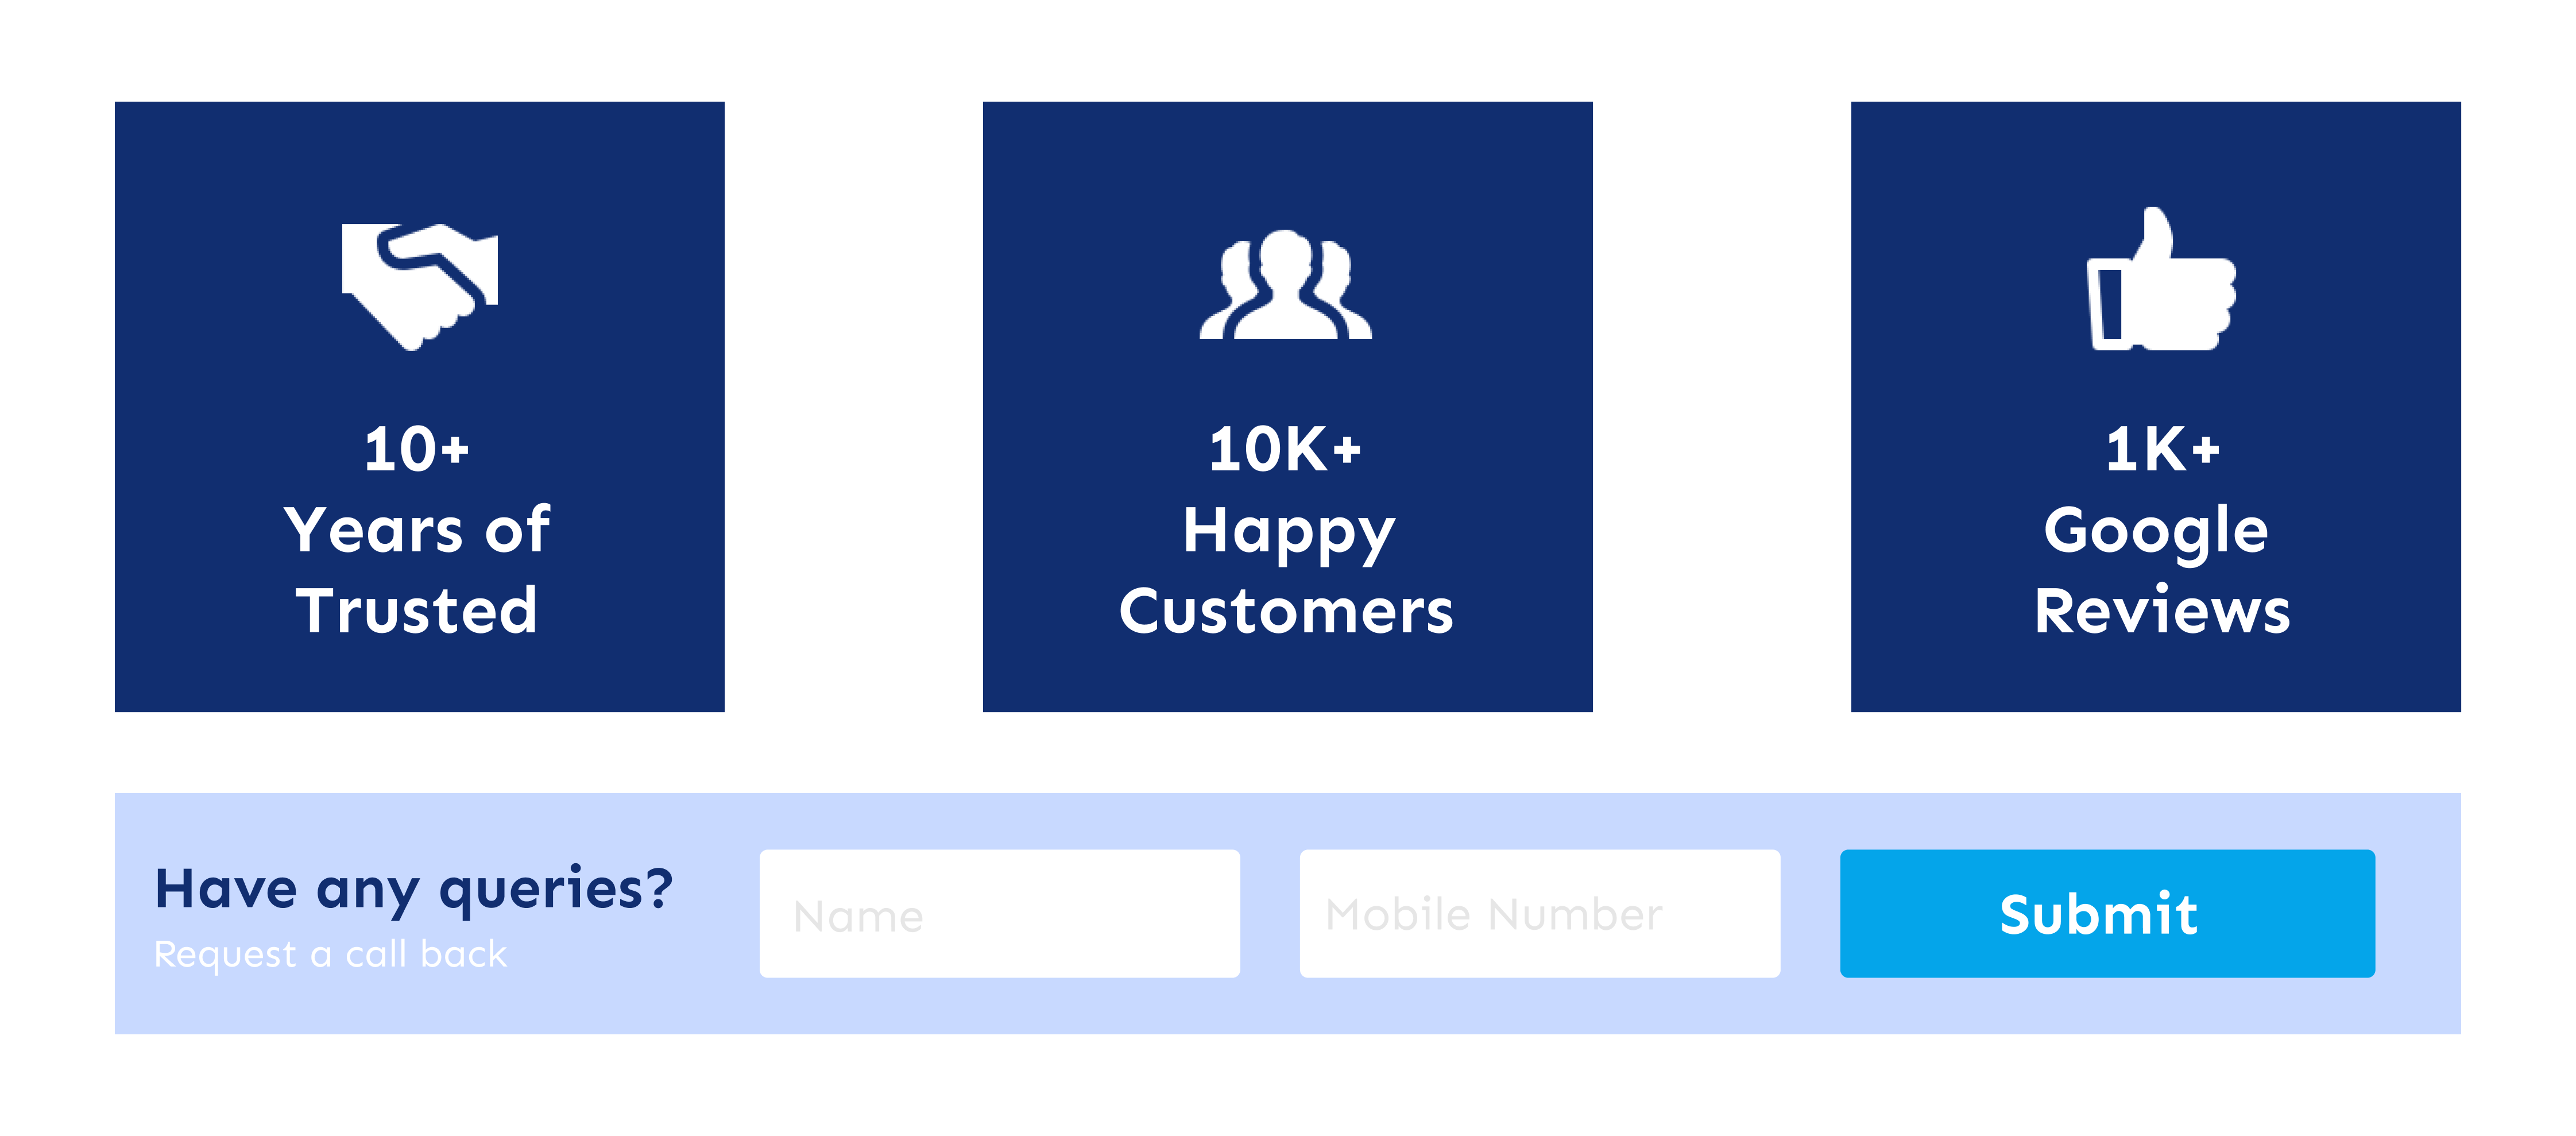 10+
Years of
Trusted
10K+
Happy
Customers
1K+
Google
Reviews
Have any queries?
Request a call back
Name
Mobile Number
Submit